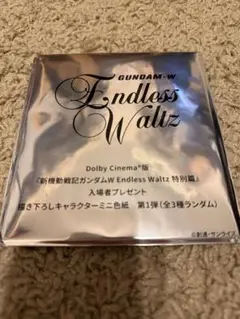 GUNDAM-W
Endless
Waltz
Dolby Cinema®版
『新機動戦記ガンダムW Endless Waltz 特別篇』
入場者プレゼント
描き下ろしキャラクターミニ色紙　第1弾（全3種ランダム）
©創通・サンライズ